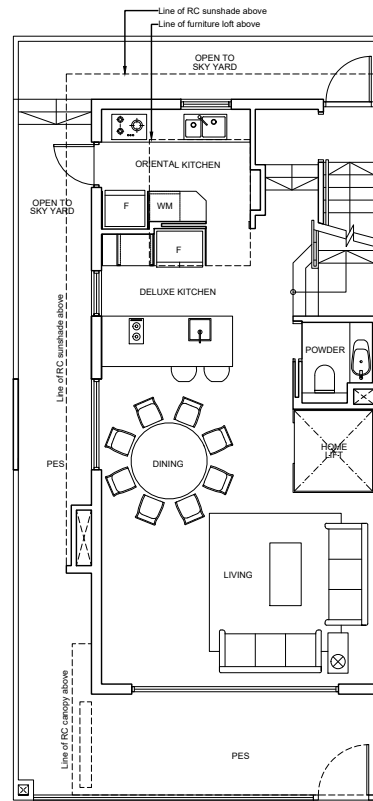 Line of RC sunshade above
Line of furniture loft above
OPEN TO
SKY YARD
ORIENTAL KITCHEN
OPEN TO
SKY YARD
F
WM
F
DELUXE KITCHEN
Line of RC sunshade above
POWDER
HOME
LIFT
PES
DINING
LIVING
Line of RC canopy above
PES